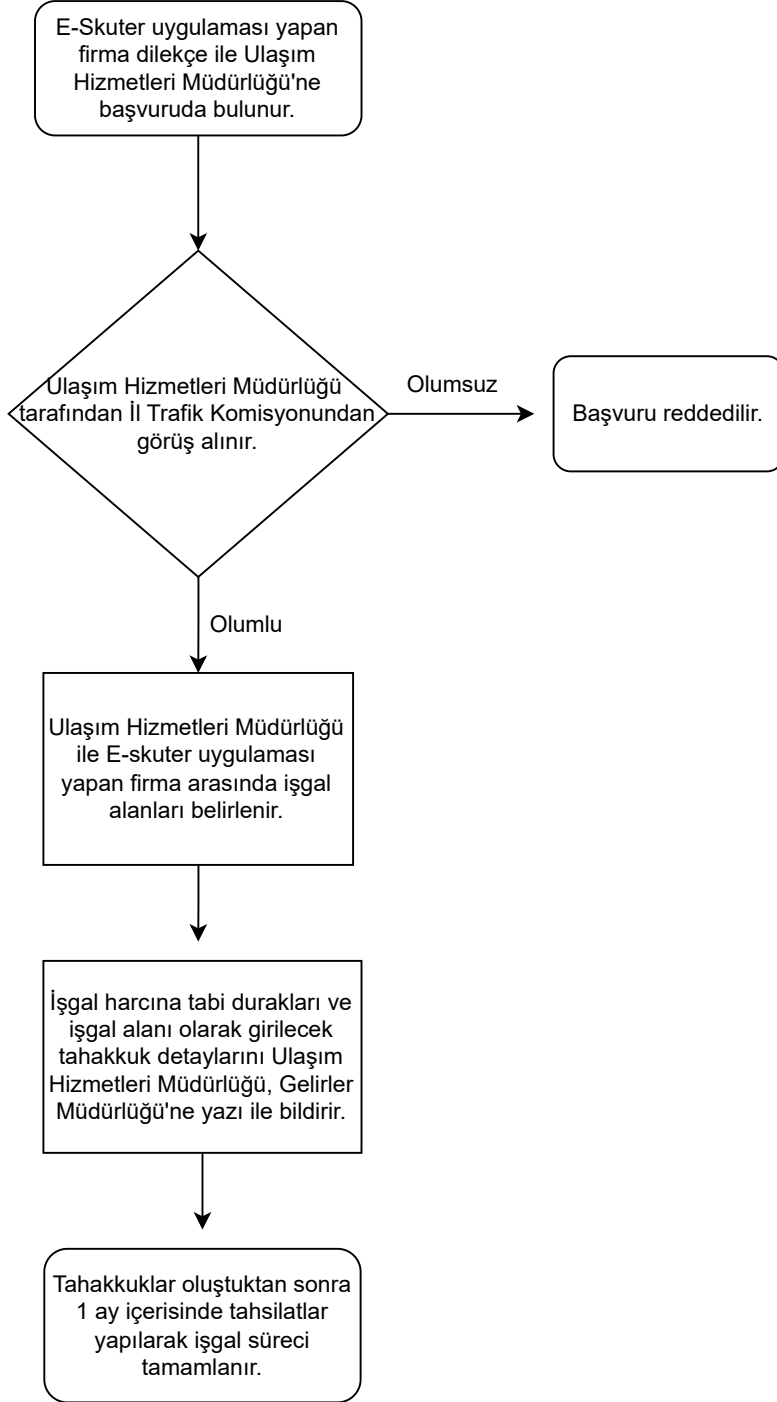 E-Skuter uygulaması yapan
firma dilekçe ile Ulaşım
Hizmetleri Müdürlüğü'ne
başvuruda bulunur.
Ulaşım Hizmetleri Müdürlüğü
tarafından İl Trafik Komisyonundan
görüş alınır.
Olumsuz
Başvuru reddedilir.
Olumlu
Ulaşım Hizmetleri Müdürlüğü
ile E-skuter uygulaması
yapan firma arasında işgal
alanları belirlenir.
İşgal harcına tabi durakları ve
işgal alanı olarak girilecek
tahakkuk detaylarını Ulaşım
Hizmetleri Müdürlüğü, Gelirler
Müdürlüğü'ne yazı ile bildirir.
Tahakkuklar oluştuktan sonra
1 ay içerisinde tahsilatlar
yapılarak işgal süreci
tamamlanır.